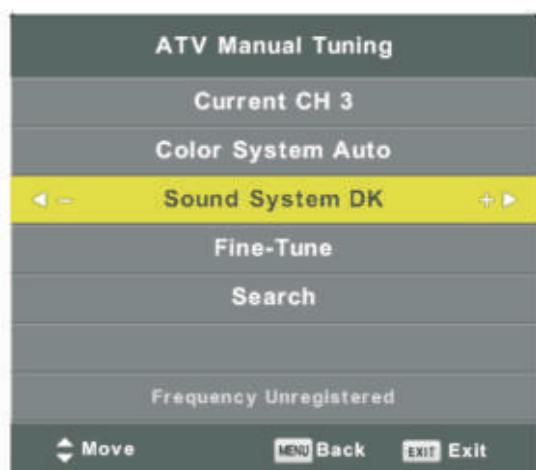 ATV Manual Tuning
Current CH 3
Color System Auto
- Sound System DK +
Fine-Tune
Search
Frequency Unregistered
Move MENU Back EXIT Exit